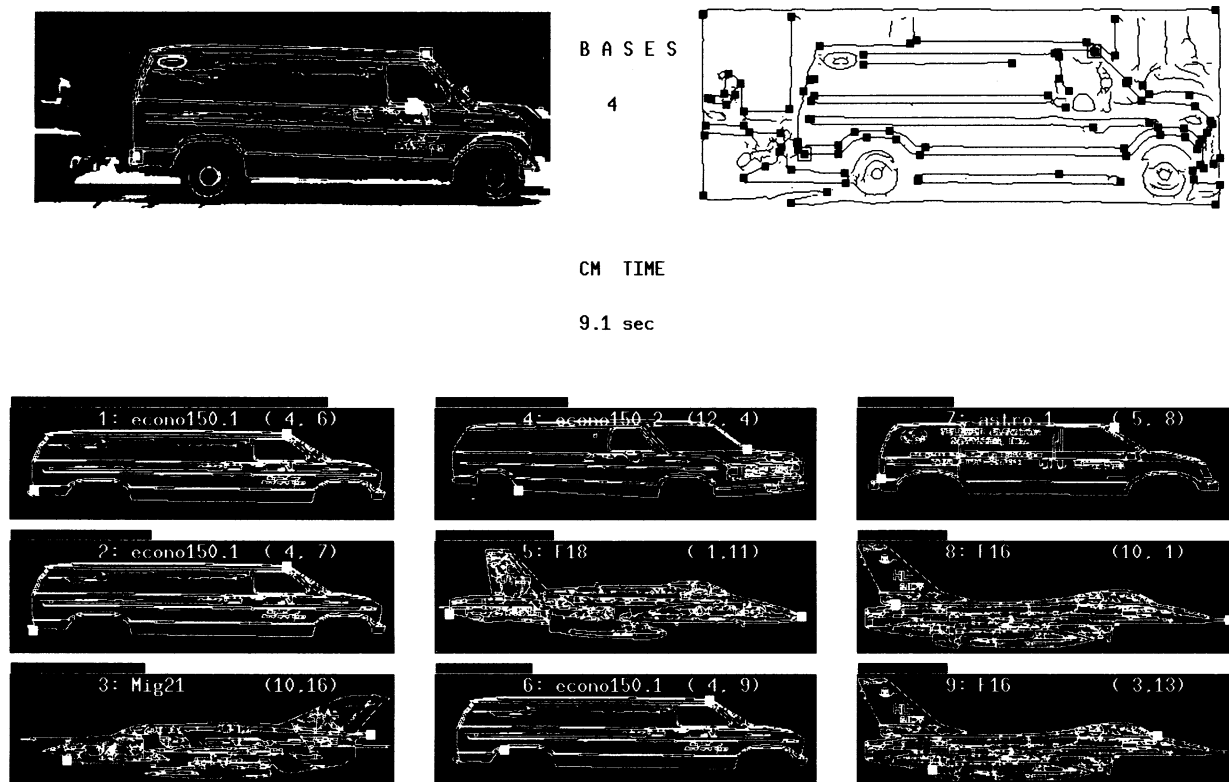 B A S E S
4
CM TIME
9.1 sec
1: econo150.1 ( 4, 6)
4: econo150.2 (12, 4)
7: astro.1 ( 5, 8)
2: econo150.1 ( 4, 7)
5: F18 ( 1,11)
8: F16 (10, 1)
3: Mig21 (10,16)
6: econo150.1 ( 4, 9)
9: F16 ( 3,13)